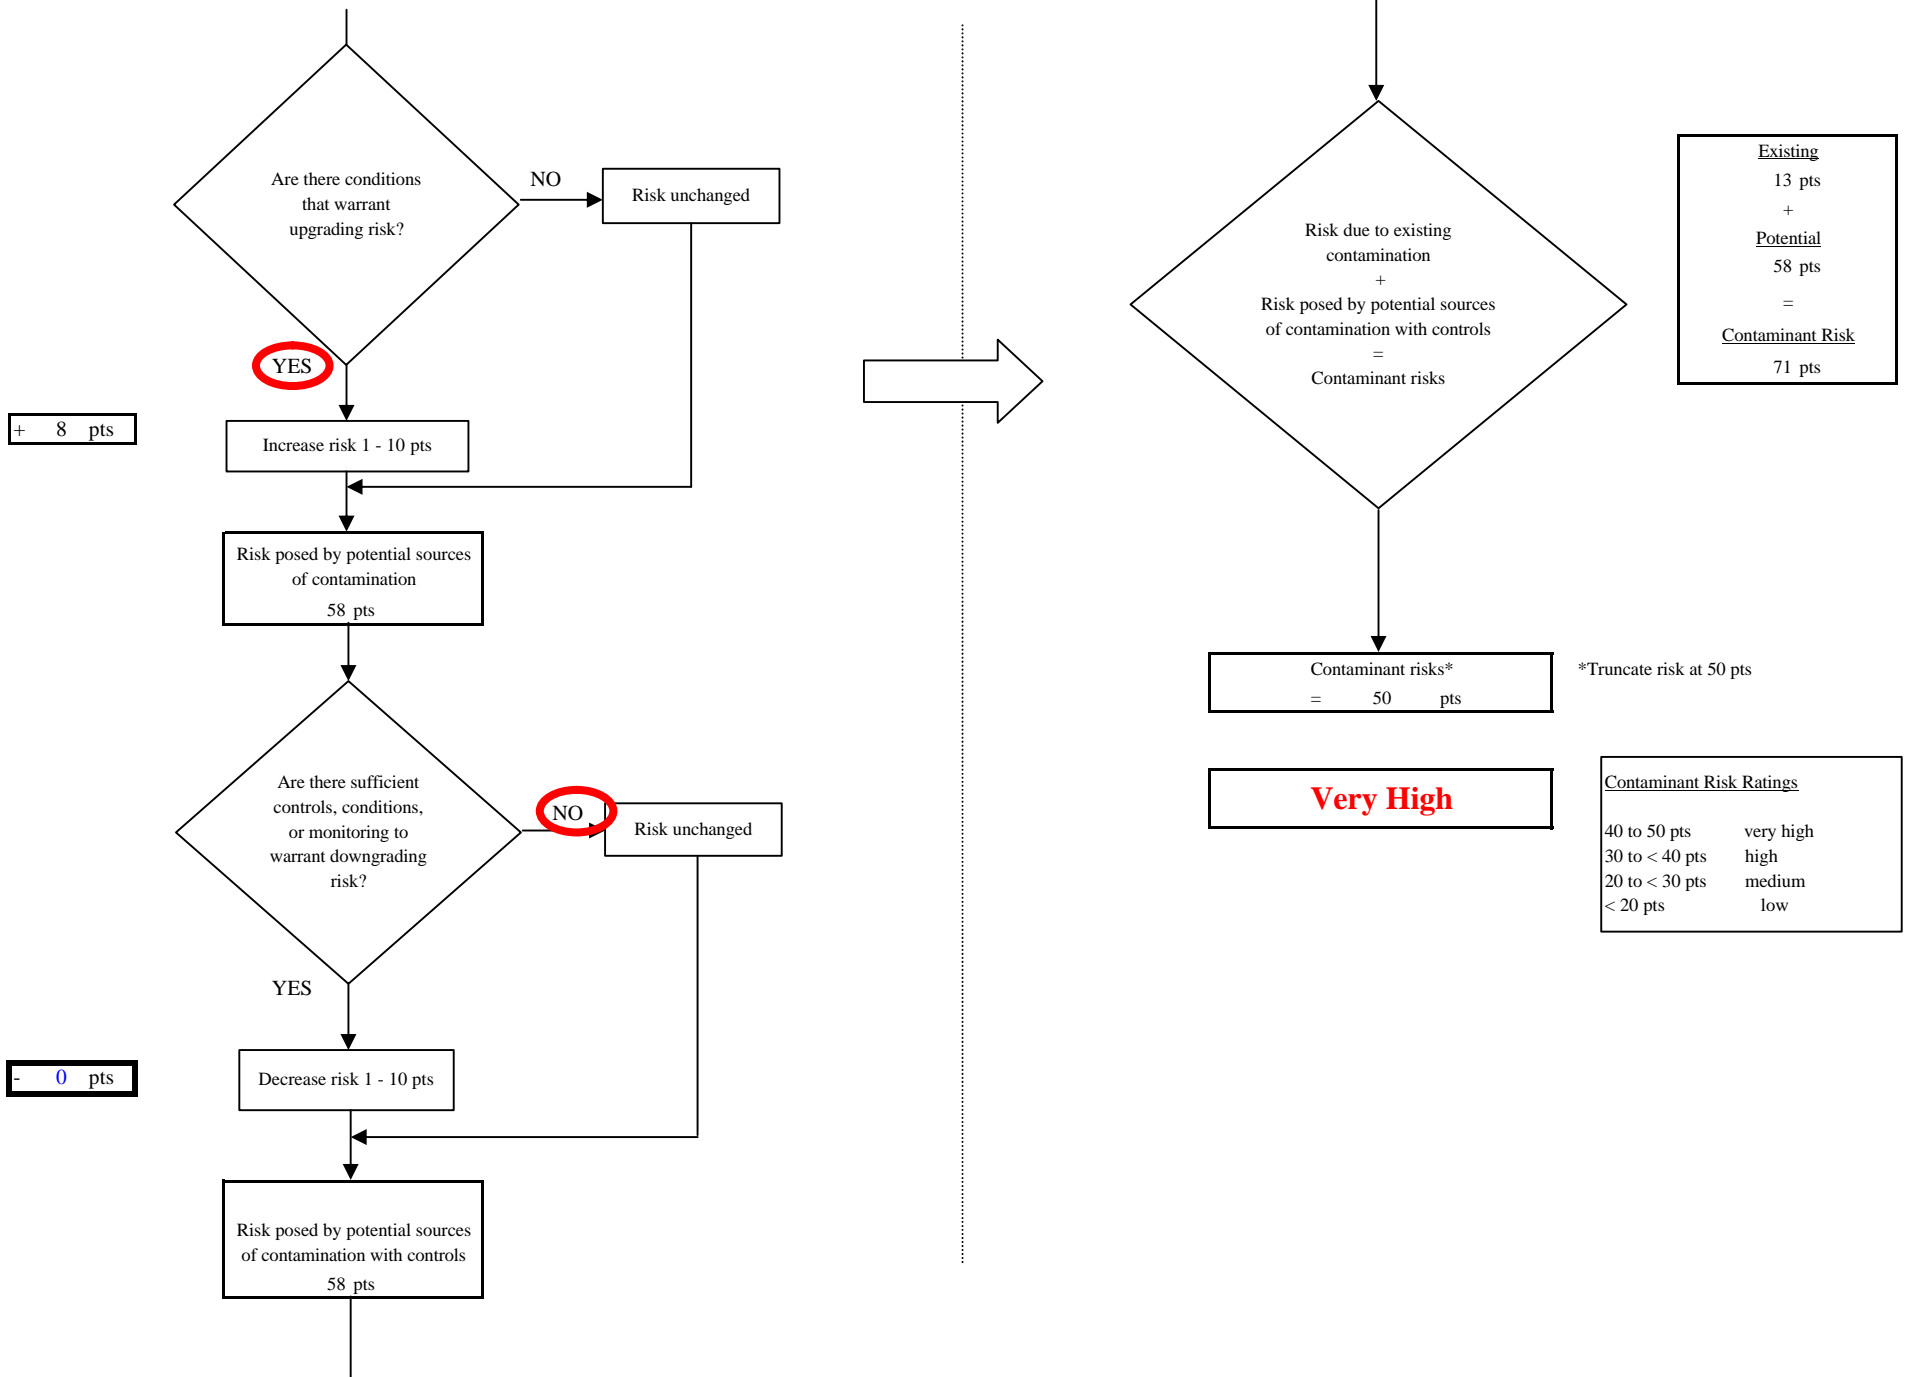 Are there conditions
that warrant
upgrading risk?
NO
Risk unchanged
YES
+ 8 pts
Increase risk 1 - 10 pts
Risk posed by potential sources
of contamination
58 pts
Are there sufficient
controls, conditions,
or monitoring to
warrant downgrading
risk?
NO
Risk unchanged
YES
- 0 pts
Decrease risk 1 - 10 pts
Risk posed by potential sources
of contamination with controls
58 pts
Risk due to existing
contamination
+
Risk posed by potential sources
of contamination with controls
=
Contaminant risks
Existing
13 pts
+
Potential
58 pts
=
Contaminant Risk
71 pts
Contaminant risks*
= 50 pts
*Truncate risk at 50 pts
Very High
Contaminant Risk Ratings
40 to 50 pts very high
30 to < 40 pts high
20 to < 30 pts medium
< 20 pts low